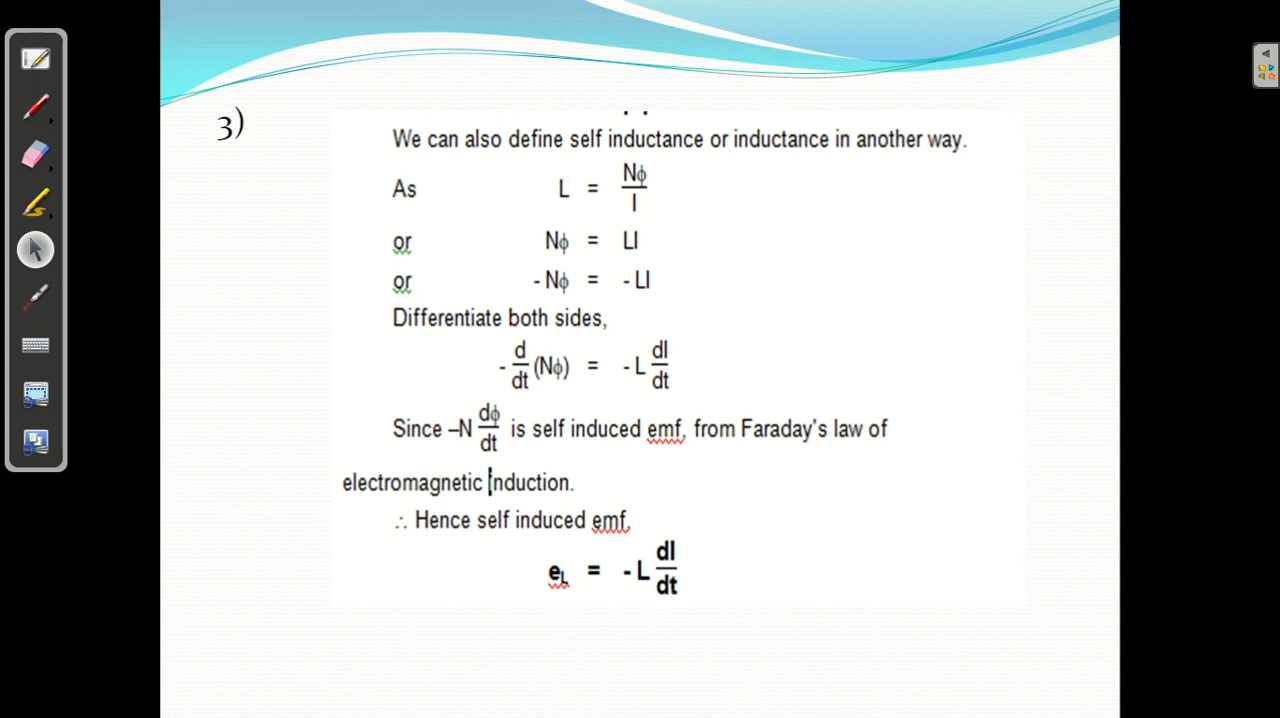 3)
We can also define self inductance or inductance in another way.
As L = Nϕ/I
or Nϕ = LI
or - Nϕ = - LI
Differentiate both sides,
- d/dt (Nϕ) = - L dI/dt
Since –N dϕ/dt is self induced emf, from Faraday's law of
electromagnetic induction.
∴ Hence self induced emf,
eL = - L dI/dt